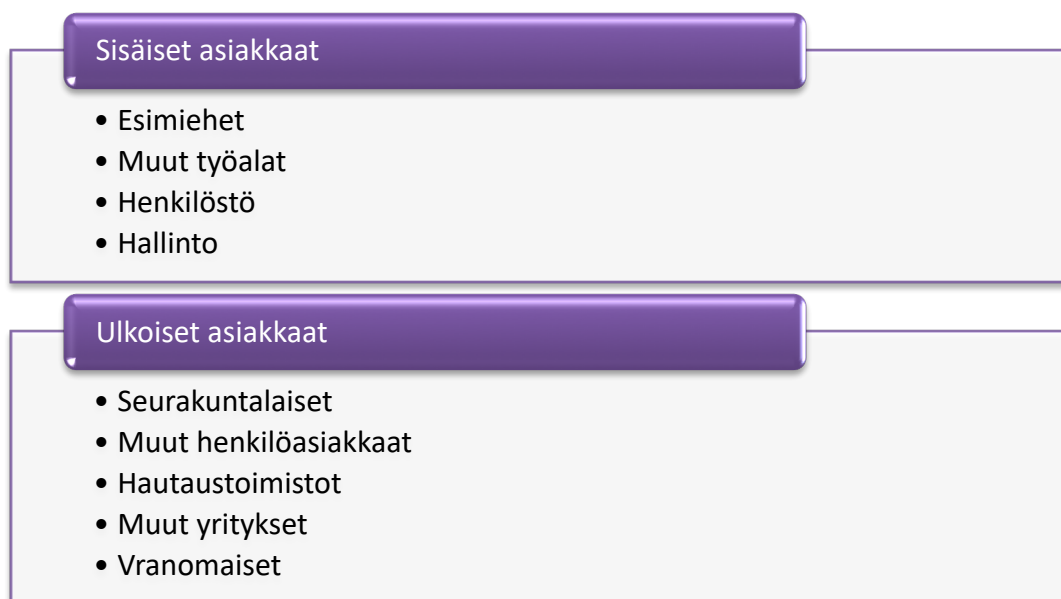 Sisäiset asiakkaat
• Esimiehet
• Muut työalat
• Henkilöstö
• Hallinto
Ulkoiset asiakkaat
• Seurakuntalaiset
• Muut henkilöasiakkaat
• Hautaustoimistot
• Muut yritykset
• Vranomaiset